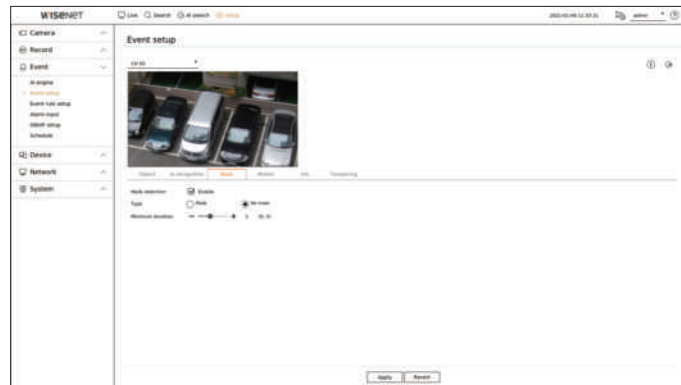 WISENET
Live Search AI search Setup
admin
Camera
Record
Event
AI engine
Event setup
Event rule setup
Alarm input
ONVIF setup
Schedule
Device
Network
System
Event setup
Object AI recognition Mask Motion Tampering
Mask detection Enable
Type Mask No mask
Minimum duration
Apply Revert